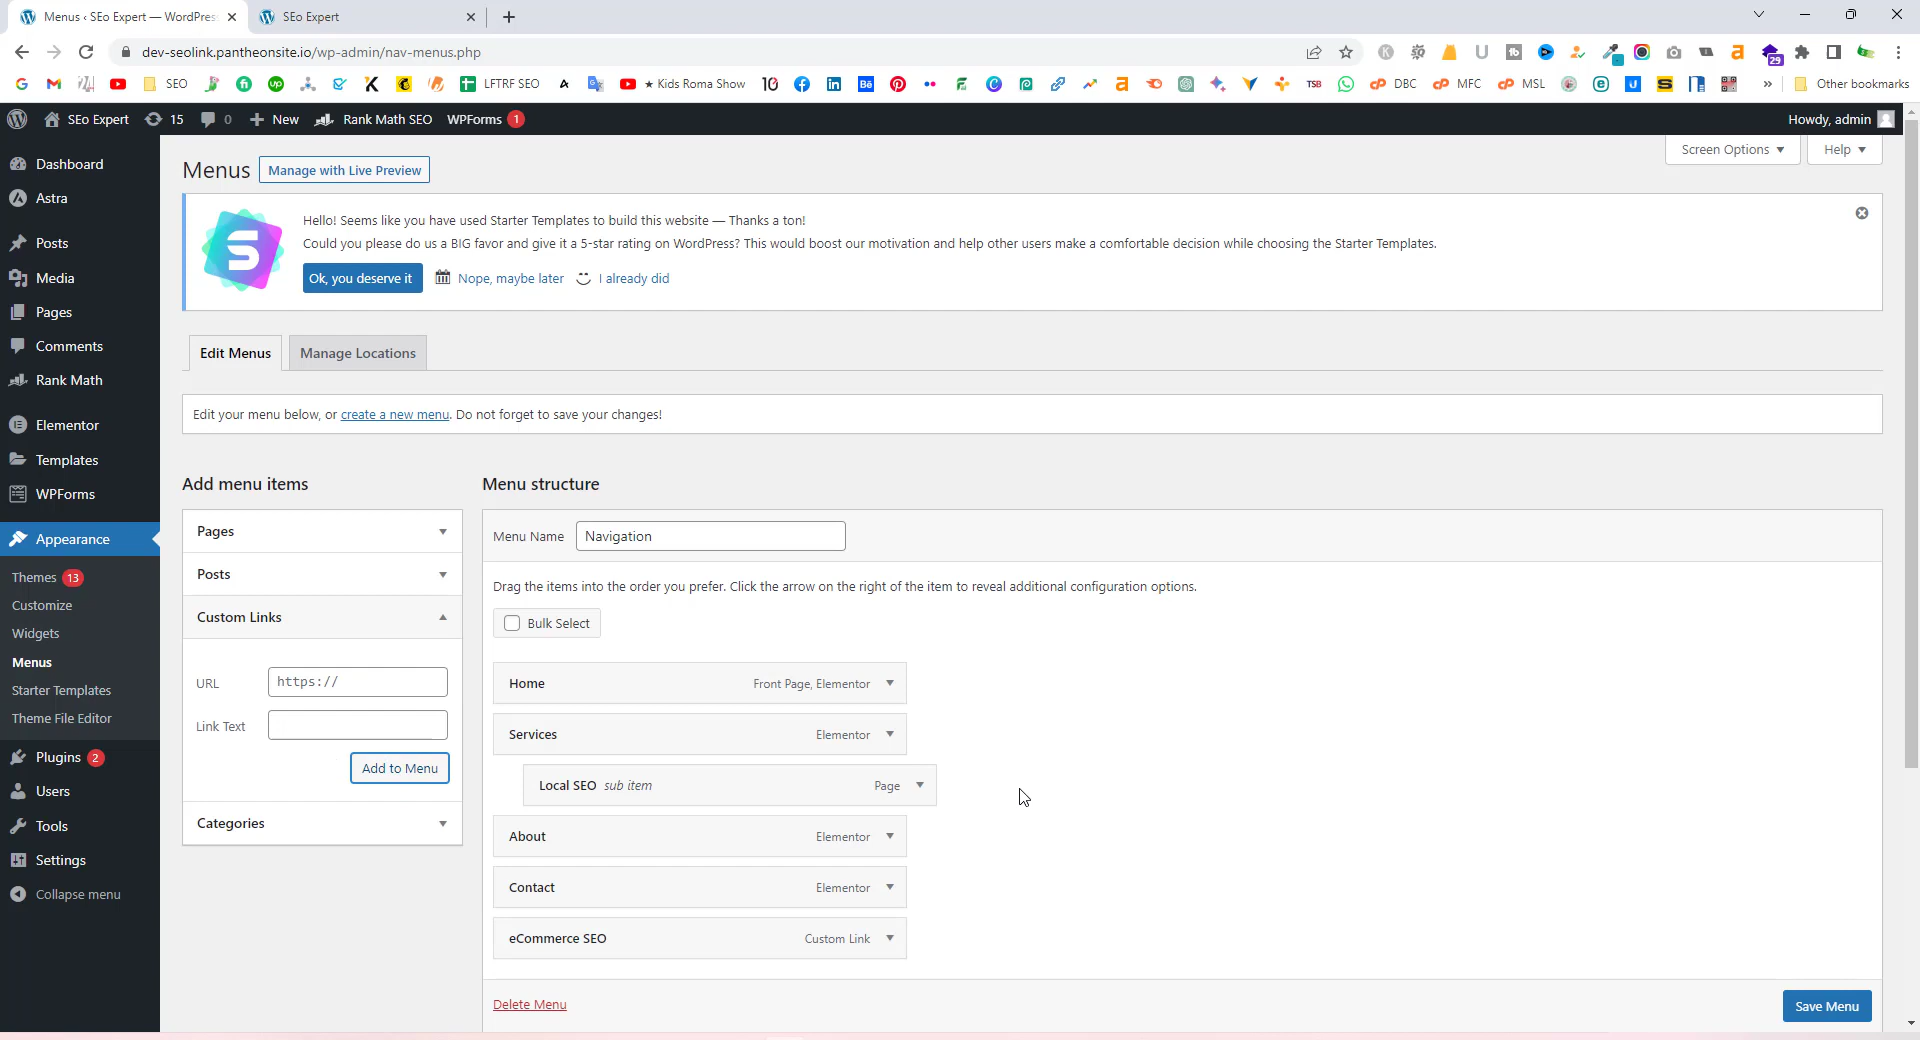 Menus ‹ SEo Expert — WordPres
SEo Expert
dev-seolink.pantheonsite.io/wp-admin/nav-menus.php
29
SEO
LFTRF SEO
★ Kids Roma Show
DBC
MFC
MSL
»
Other bookmarks
SEo Expert
15
0
New
Rank Math SEO
WPForms 1
Howdy, admin
Screen Options
Help
Dashboard
Astra
Posts
Media
Pages
Comments
Rank Math
Elementor
Templates
WPForms
Appearance
Themes 13
Customize
Widgets
Menus
Starter Templates
Theme File Editor
Plugins 2
Users
Tools
Settings
Collapse menu
Menus
Manage with Live Preview
Hello! Seems like you have used Starter Templates to build this website — Thanks a ton!
Could you please do us a BIG favor and give it a 5-star rating on WordPress? This would boost our motivation and help other users make a comfortable decision while choosing the Starter Templates.
Ok, you deserve it
Nope, maybe later
I already did
Edit Menus
Manage Locations
Edit your menu below, or create a new menu. Do not forget to save your changes!
Add menu items
Pages
Posts
Custom Links
URL
https://
Link Text
Add to Menu
Categories
Menu structure
Menu Name
Navigation
Drag the items into the order you prefer. Click the arrow on the right of the item to reveal additional configuration options.
Bulk Select
Home
Front Page, Elementor
Services
Elementor
Local SEO sub item
Page
About
Elementor
Contact
Elementor
eCommerce SEO
Custom Link
Delete Menu
Save Menu